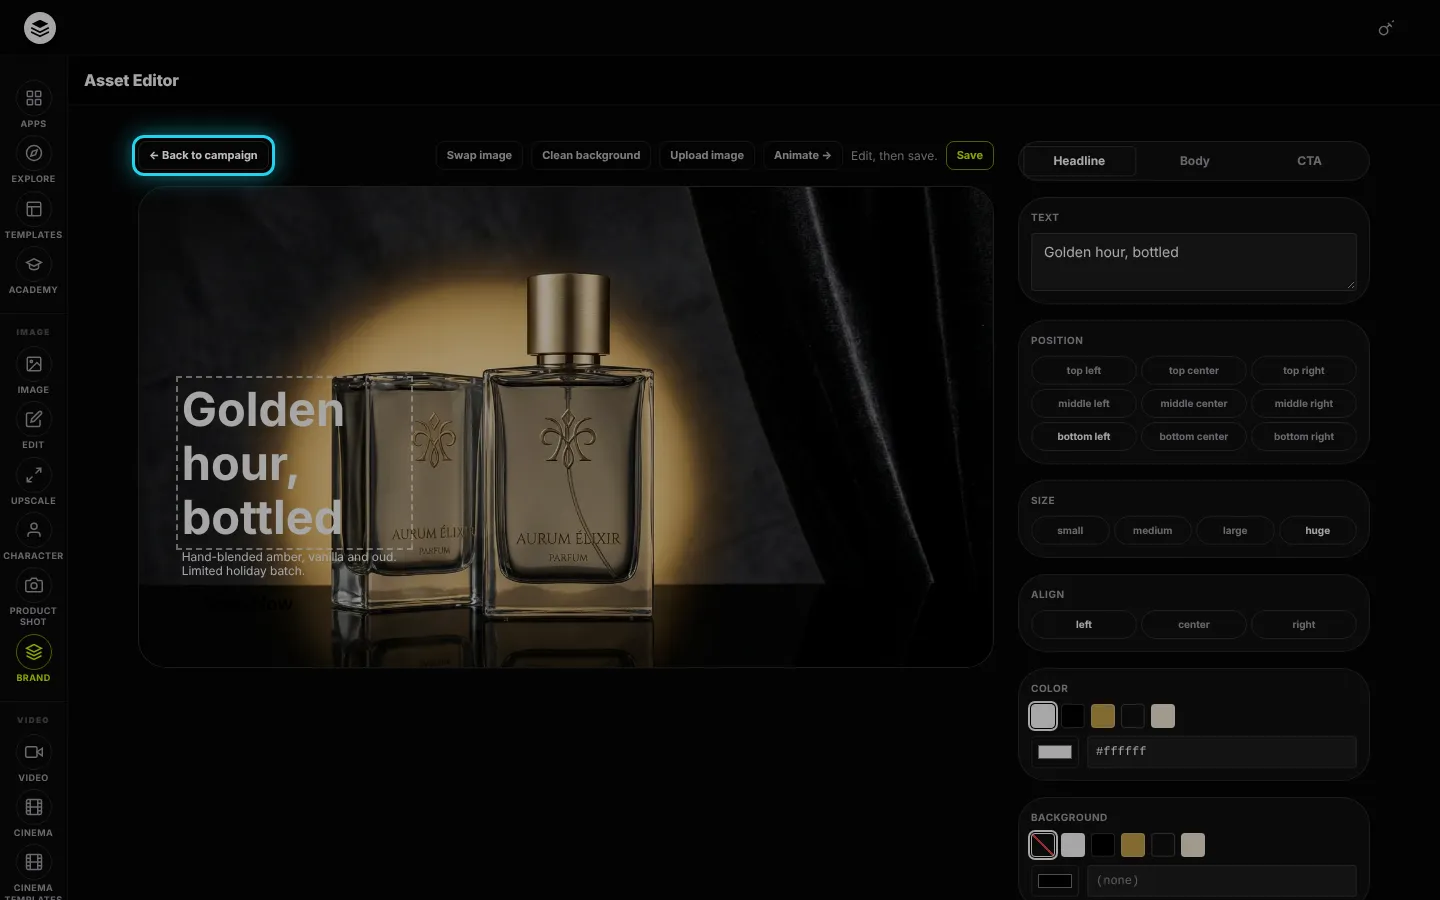 Asset Editor
APPS
EXPLORE
TEMPLATES
ACADEMY
IMAGE
IMAGE
EDIT
UPSCALE
CHARACTER
PRODUCT
SHOT
BRAND
VIDEO
VIDEO
CINEMA
CINEMA
TEMPLATES
← Back to campaign
Swap image
Clean background
Upload image
Animate →
Edit, then save.
Save
Golden
hour,
bottled
Hand-blended amber, vanilla and oud.
Limited holiday batch.
Now
AURUM ÉLIXIR
PARFUM
AURUM ÉLIXIR
PARFUM
Headline
Body
CTA
TEXT
Golden hour, bottled
POSITION
top left
top center
top right
middle left
middle center
middle right
bottom left
bottom center
bottom right
SIZE
small
medium
large
huge
ALIGN
left
center
right
COLOR
#ffffff
BACKGROUND
(none)